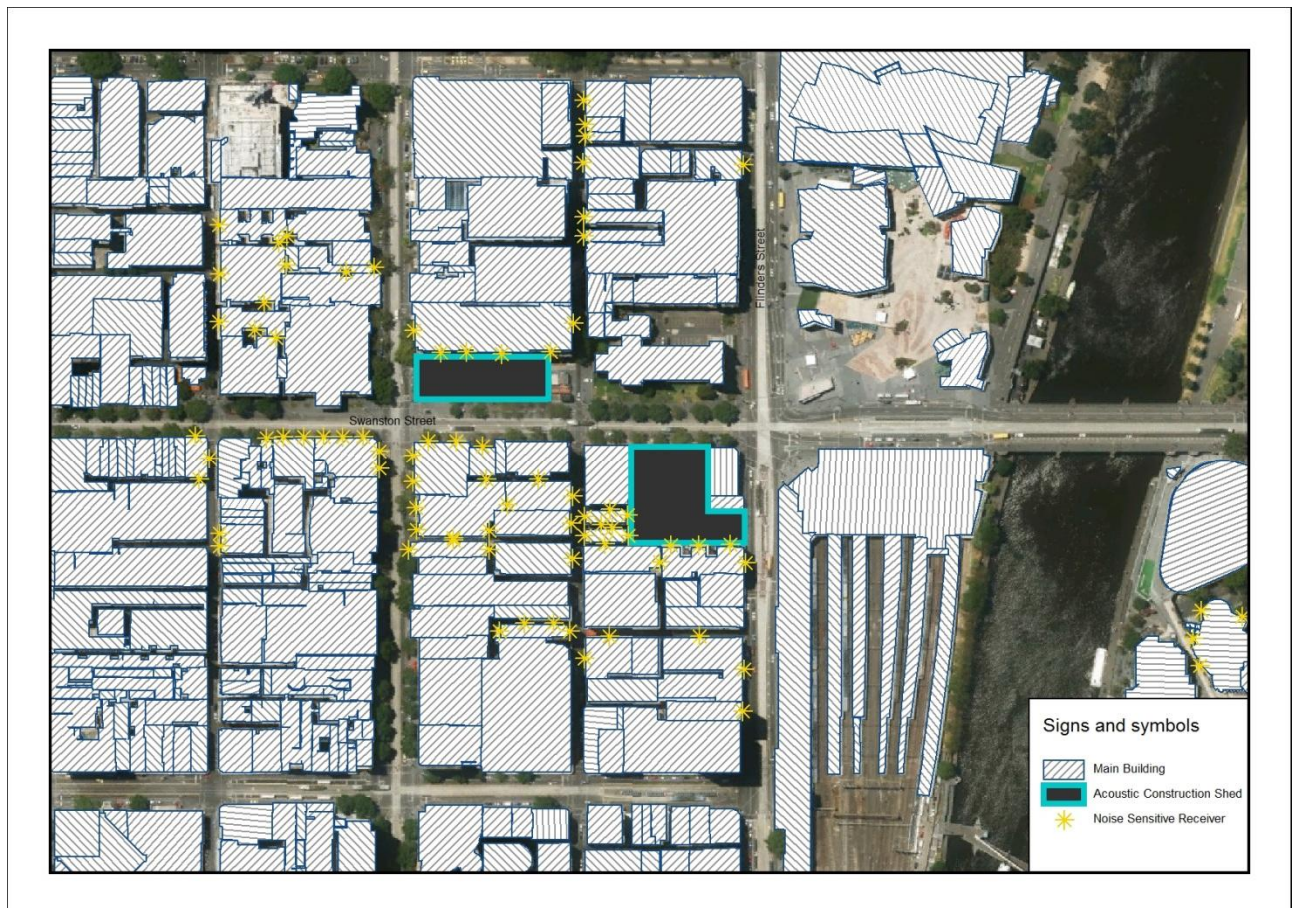 Flinders Street
Swanston Street
Signs and symbols
Main Building
Acoustic Construction Shed
Noise Sensitive Receiver